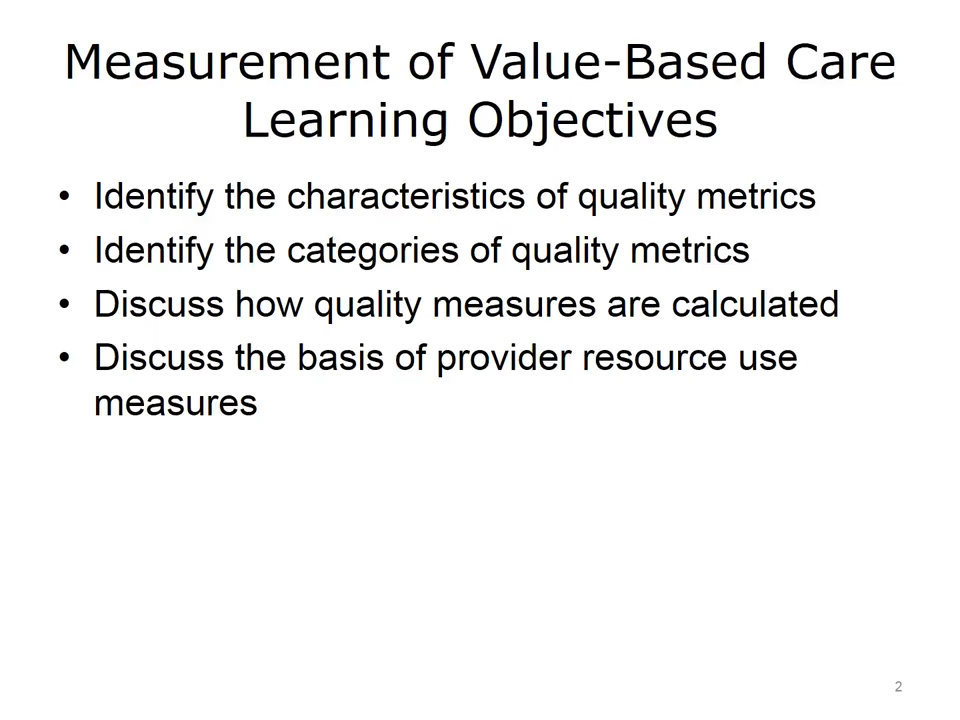 Measurement of Value-Based Care
Learning Objectives
• Identify the characteristics of quality metrics
• Identify the categories of quality metrics
• Discuss how quality measures are calculated
• Discuss the basis of provider resource use
measures
2